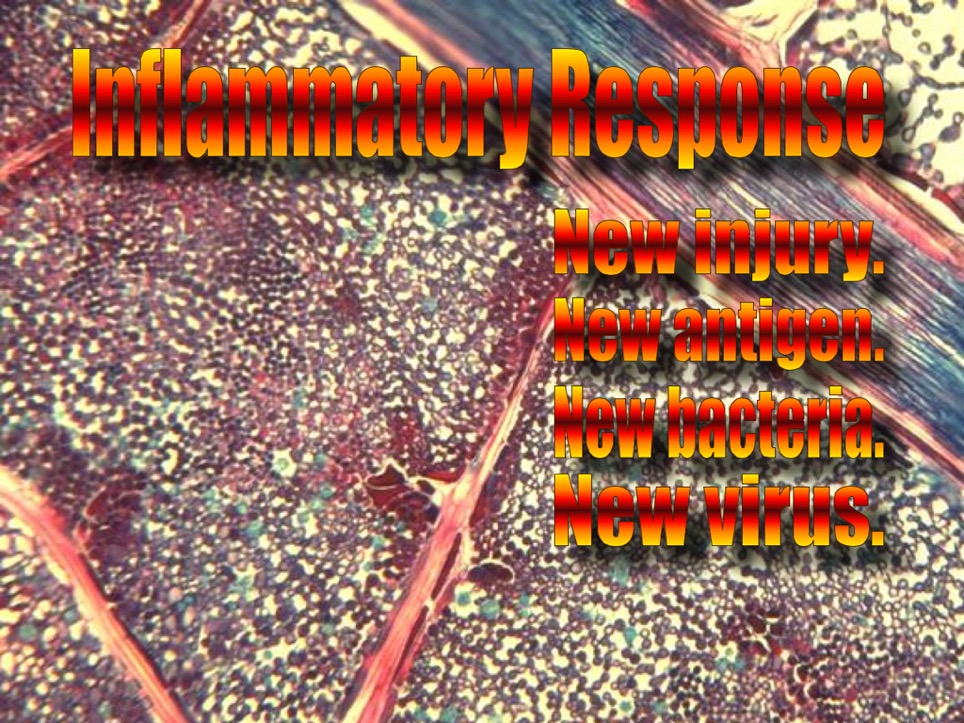 Inflammatory Response
New injury.
New antigen.
New bacteria.
New virus.